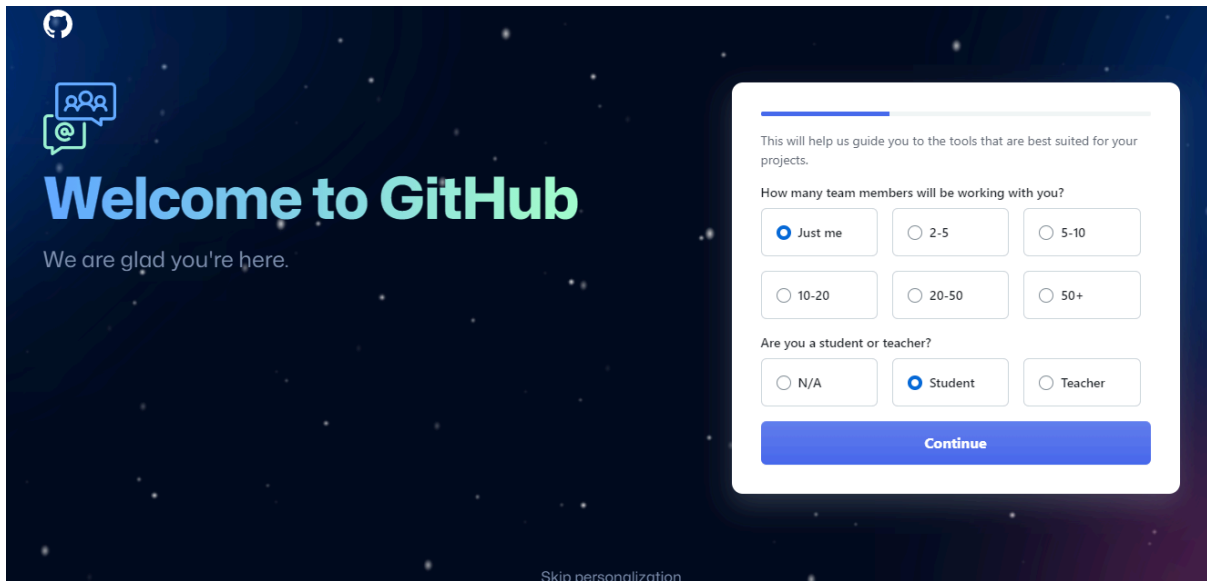 Welcome to GitHub
We are glad you're here.
This will help us guide you to the tools that are best suited for your
projects.
How many team members will be working with you?
Just me
2-5
5-10
10-20
20-50
50+
Are you a student or teacher?
N/A
Student
Teacher
Continue
Skip personalization